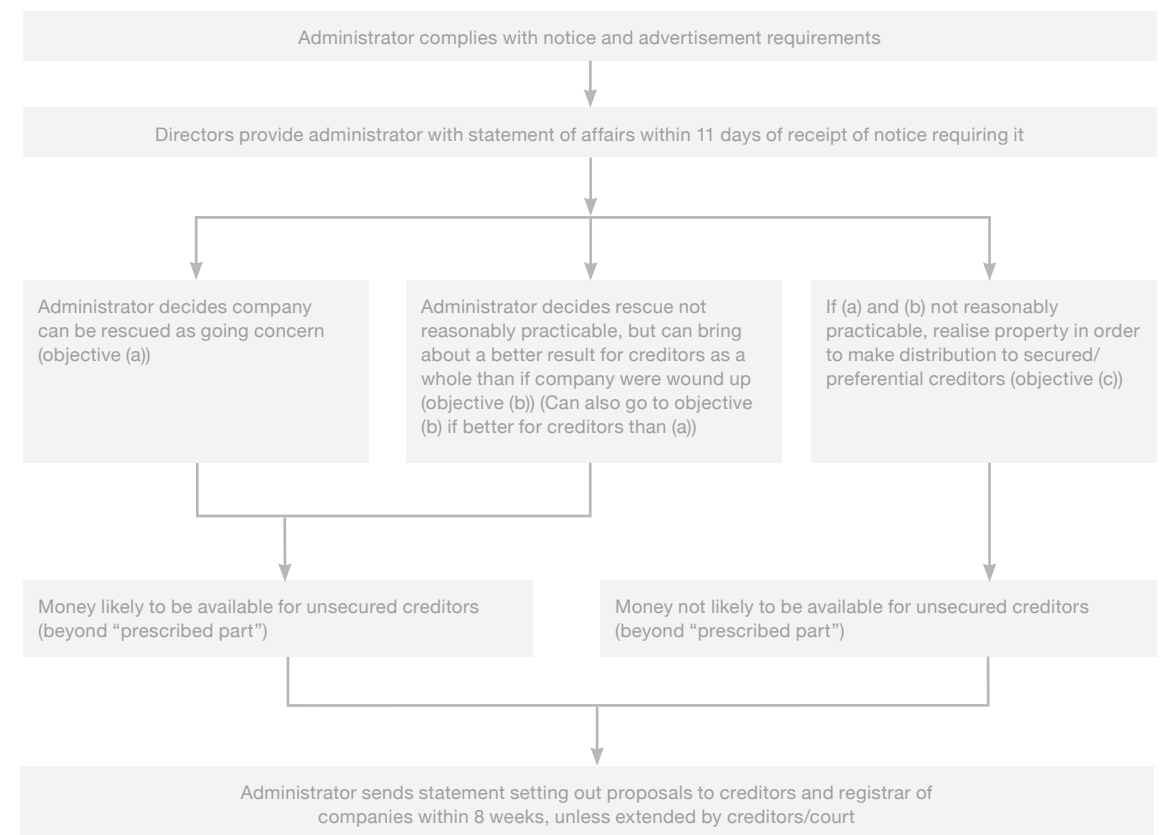 Administrator complies with notice and advertisement requirements
Directors provide administrator with statement of affairs within 11 days of receipt of notice requiring it
Administrator decides company
can be rescued as going concern
(objective (a))
Administrator decides rescue not
reasonably practicable, but can bring
about a better result for creditors as a
whole than if company were wound up
(objective (b)) (Can also go to objective
(b) if better for creditors than (a))
If (a) and (b) not reasonably
practicable, realise property in order
to make distribution to secured/
preferential creditors (objective (c))
Money likely to be available for unsecured creditors
(beyond “prescribed part”)
Money not likely to be available for unsecured creditors
(beyond “prescribed part”)
Administrator sends statement setting out proposals to creditors and registrar of
companies within 8 weeks, unless extended by creditors/court